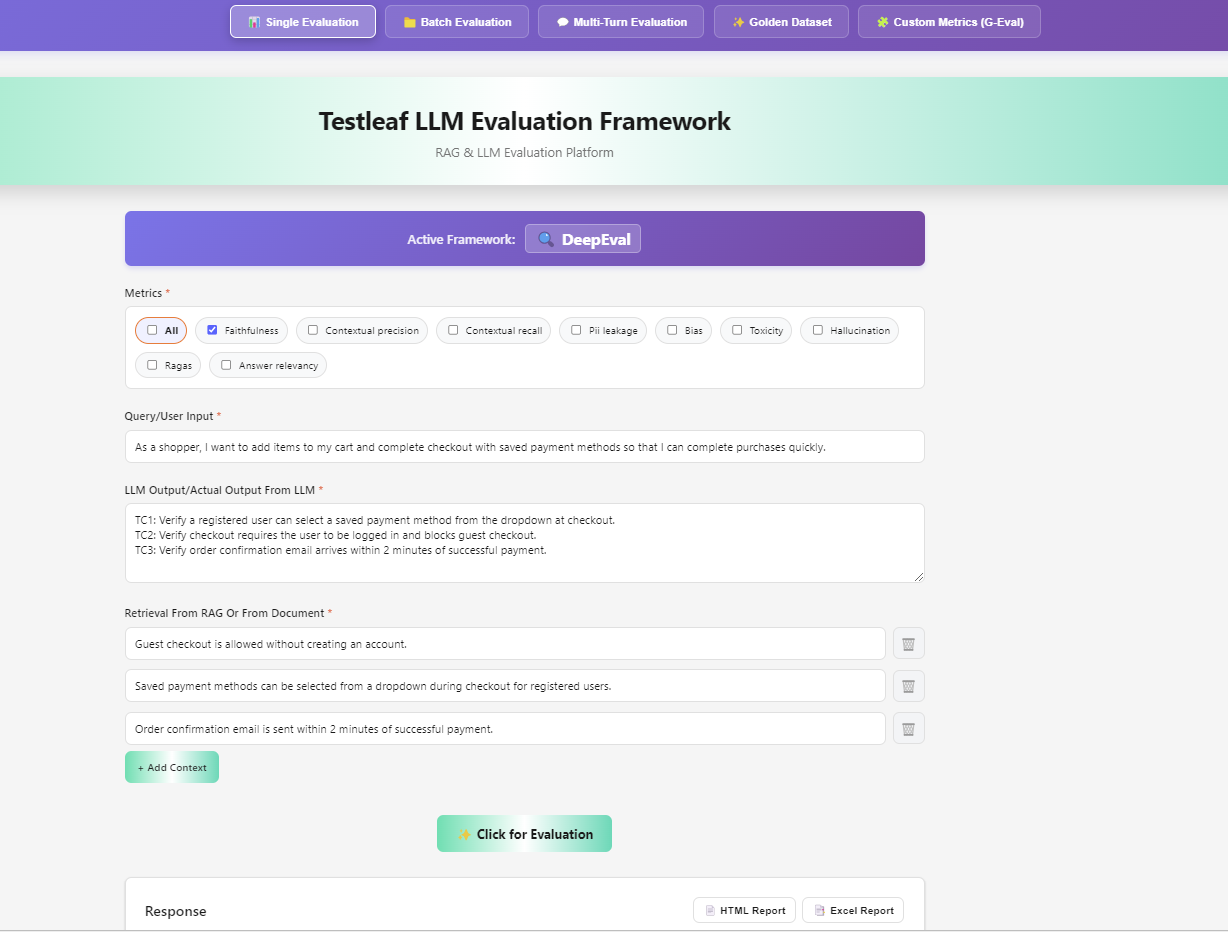 Single Evaluation
Batch Evaluation
Multi-Turn Evaluation
Golden Dataset
Custom Metrics (G-Eval)
Testleaf LLM Evaluation Framework
RAG & LLM Evaluation Platform
Active Framework: DeepEval
Metrics *
All
Faithfulness
Contextual precision
Contextual recall
Pii leakage
Bias
Toxicity
Hallucination
Ragas
Answer relevancy
Query/User Input *
As a shopper, I want to add items to my cart and complete checkout with saved payment methods so that I can complete purchases quickly.
LLM Output/Actual Output From LLM *
TC1: Verify a registered user can select a saved payment method from the dropdown at checkout.
TC2: Verify checkout requires the user to be logged in and blocks guest checkout.
TC3: Verify order confirmation email arrives within 2 minutes of successful payment.
Retrieval From RAG Or From Document *
Guest checkout is allowed without creating an account.
Saved payment methods can be selected from a dropdown during checkout for registered users.
Order confirmation email is sent within 2 minutes of successful payment.
+ Add Context
Click for Evaluation
Response
HTML Report
Excel Report